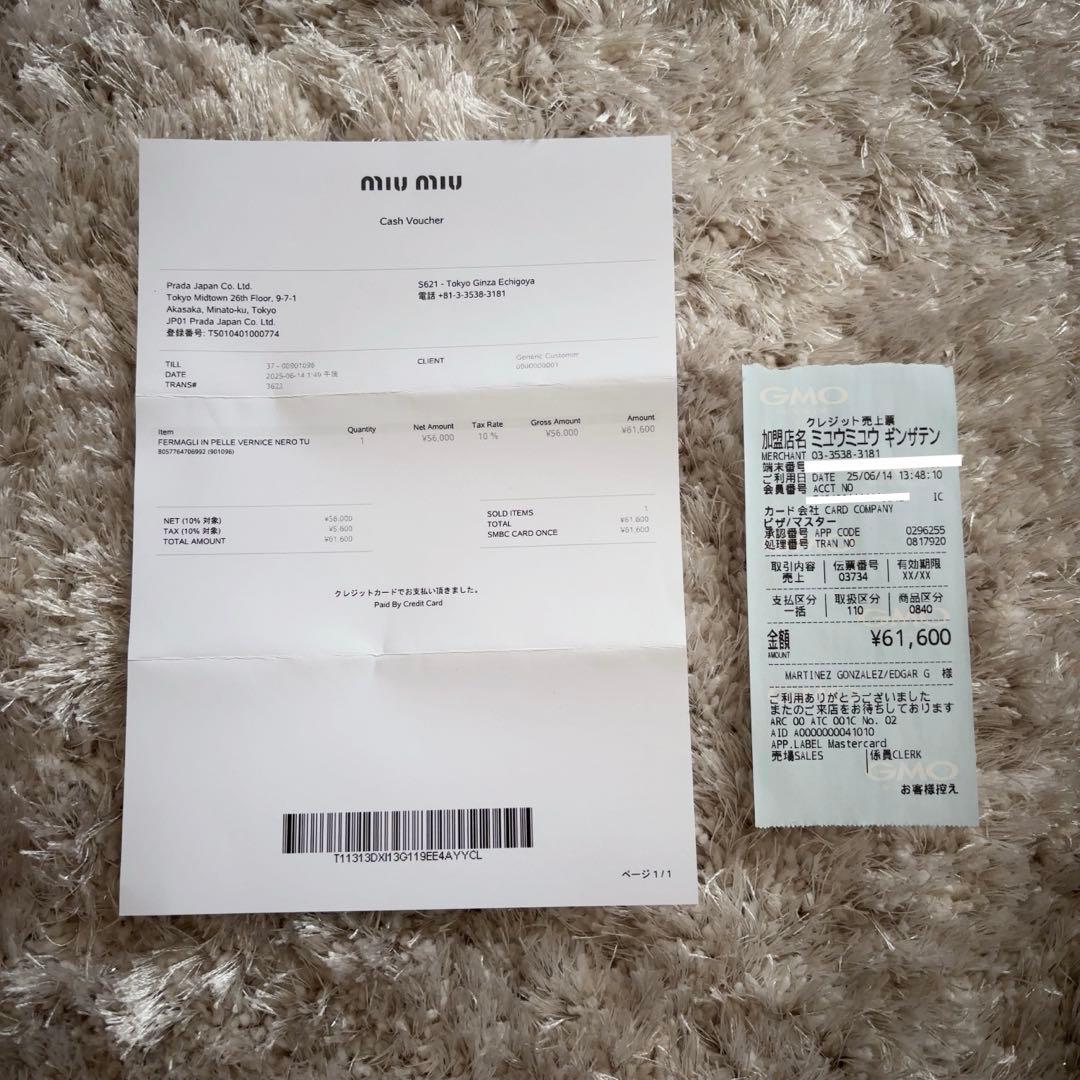 miu miu
Cash Voucher
Prada Japan Co. Ltd.
Tokyo Midtown 26th Floor, 9-7-1
Akasaka, Minato-ku, Tokyo
JP01 Prada Japan Co. Ltd.
登録番号: T5010401000774
S621 - Tokyo Ginza Echigoya
電話 +81-3-3538-3181
TILL 37 - 00901096
DATE 2025-06-14 1:49 午後
TRANS# 3623
CLIENT Generic Customer
0000000001
Item Quantity Net Amount Tax Rate Gross Amount Amount
FERMAGLI IN PELLE VERNICE NERO TU 1 ¥56,000 10 % ¥56,000 ¥61,600
8057764706992 (901096)
NET (10% 対象) ¥56,000
TAX (10% 対象) ¥5,600
TOTAL AMOUNT ¥61,600
SOLD ITEMS 1
TOTAL ¥61,600
SMBC CARD ONCE ¥61,600
クレジットカードでお支払い頂きました。
Paid By Credit Card
T11313DXI13G119EE4AYYCL
ページ 1 / 1
GMO
クレジット売上票
加盟店名 ミュウミュウ ギンザテン
MERCHANT 03-3538-3181
端末番号
ご利用日 DATE 25/06/14 13:48:10
会員番号 ACCT NO
IC
カード会社 CARD COMPANY
ビザ/マスター
承認番号 APP CODE 0296255
処理番号 TRAN NO 0817920
取引内容 伝票番号 有効期限
売上 03734 XX/XX
支払区分 取扱区分 商品区分
一括 110 0840
金額 ¥61,600
AMOUNT
MARTINEZ GONZALEZ/EDGAR G 様
ご利用ありがとうございました
またのご来店をお待ちしております
ARC 00 ATC 001C No. 02
AID A0000000041010
APP.LABEL Mastercard
売場SALES 係員CLERK
GMO
お客様控え